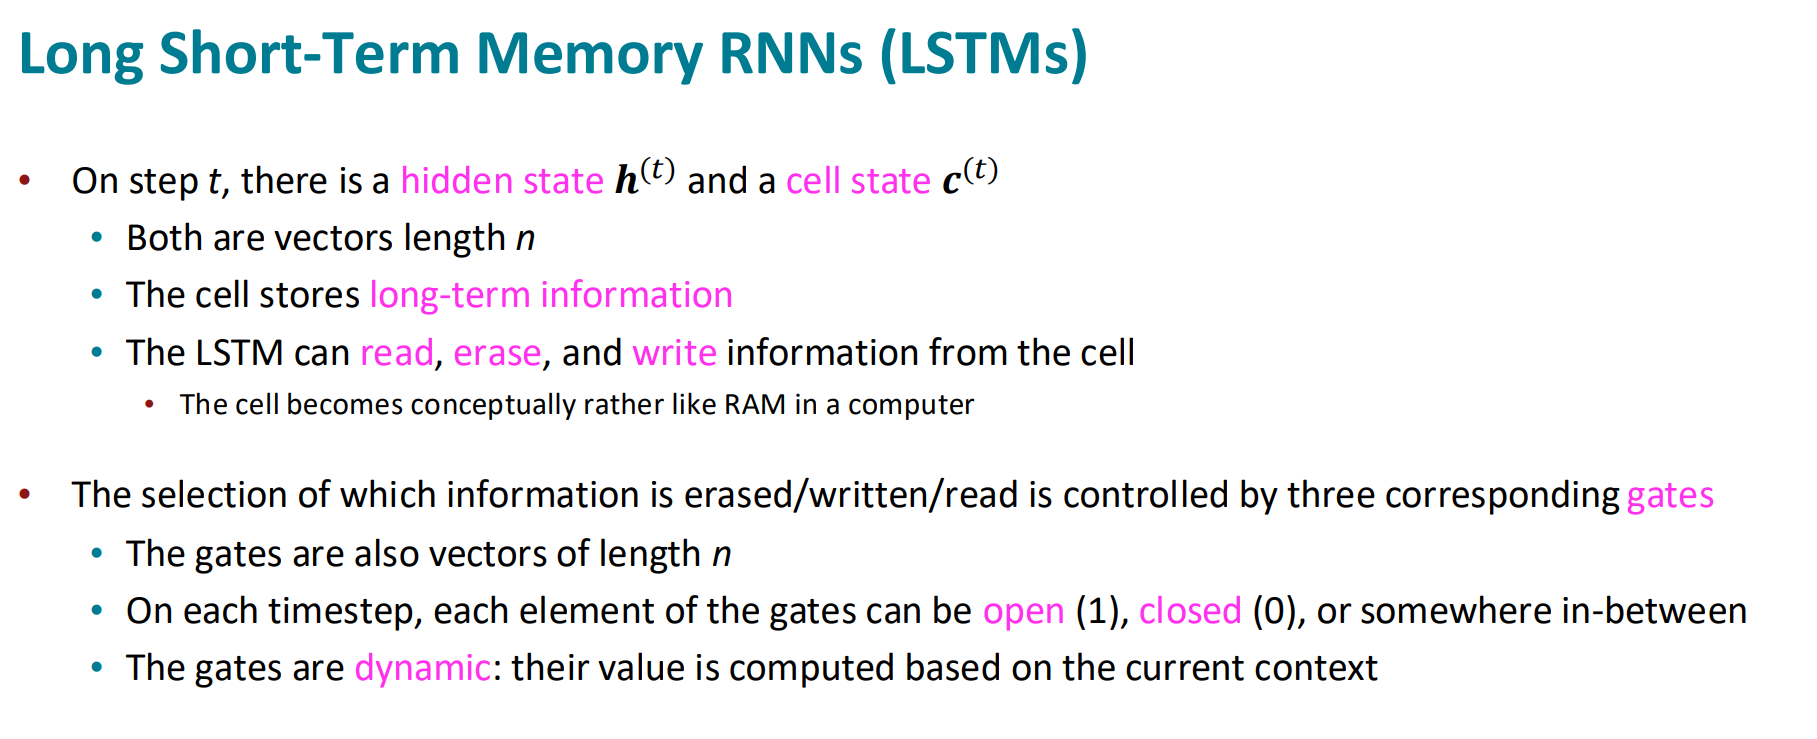 Long Short-Term Memory RNNs (LSTMs)
• On step t, there is a hidden state h⁽ᵗ⁾ and a cell state c⁽ᵗ⁾
• Both are vectors length n
• The cell stores long-term information
• The LSTM can read, erase, and write information from the cell
• The cell becomes conceptually rather like RAM in a computer
• The selection of which information is erased/written/read is controlled by three corresponding gates
• The gates are also vectors of length n
• On each timestep, each element of the gates can be open (1), closed (0), or somewhere in-between
• The gates are dynamic: their value is computed based on the current context